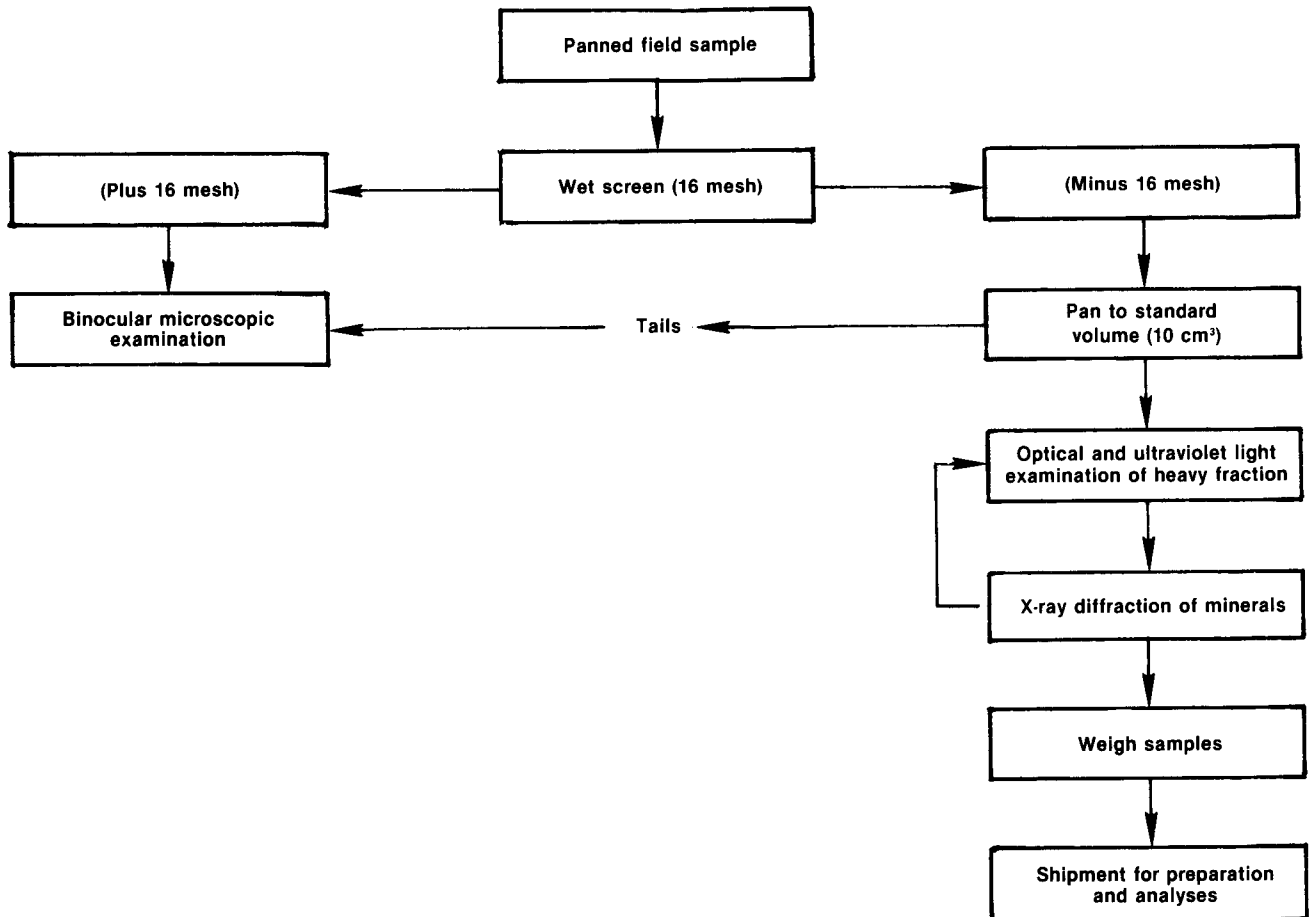 Panned field sample
(Plus 16 mesh)
Wet screen (16 mesh)
(Minus 16 mesh)
Binocular microscopic
examination
Tails
Pan to standard
volume (10 cm³)
Optical and ultraviolet light
examination of heavy fraction
X-ray diffraction of minerals
Weigh samples
Shipment for preparation
and analyses